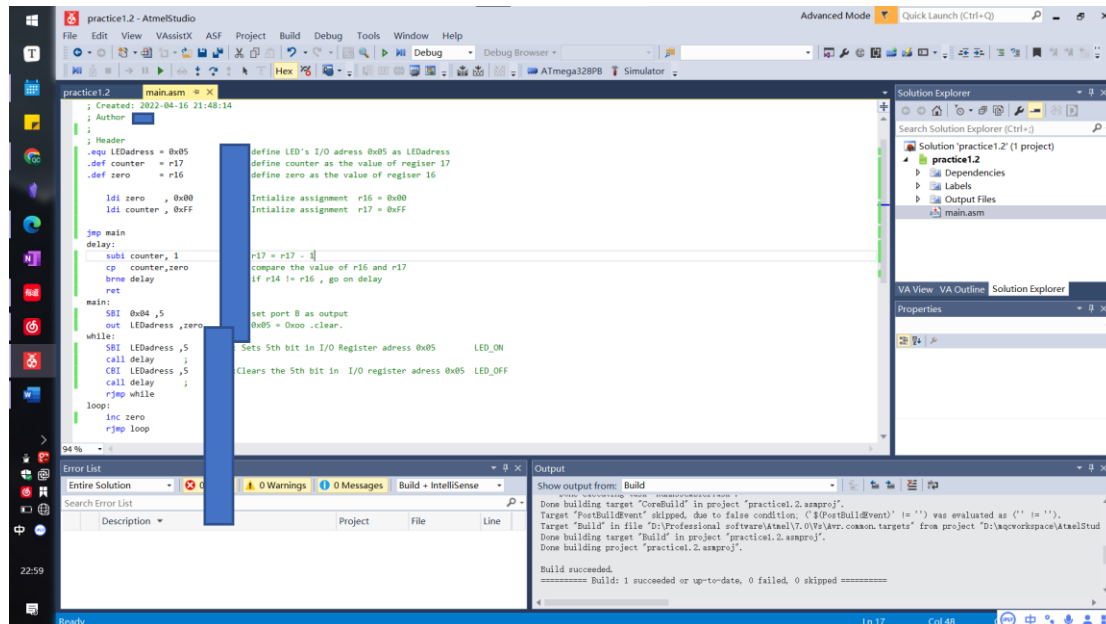 practice1.2 - AtmelStudio
Advanced Mode
Quick Launch (Ctrl+Q)
File Edit View VAssistX ASF Project Build Debug Tools Window Help
Debug
Debug Browser
Hex
ATmega328PB
Simulator
practice1.2
main.asm
; Created: 2022-04-16 21:48:14
; Author
;
; Header
.equ LEDadress = 0x05 define LED's I/O adress 0x05 as LEDadress
.def counter = r17 define counter as the value of regiser 17
.def zero = r16 define zero as the value of regiser 16
ldi zero , 0x00 Intialize assignment r16 = 0x00
ldi counter , 0xFF Intialize assignment r17 = 0xFF
jmp main
delay:
subi counter, 1 r17 = r17 - 1
cp counter,zero compare the value of r16 and r17
brne delay if r14 != r16 , go on delay
ret
main:
SBI 0x04 ,5 set port B as output
out LEDadress ,zero 0x05 = Oxoo .clear.
while:
SBI LEDadress ,5 Sets 5th bit in I/O Register adress 0x05 LED_ON
call delay ;
CBI LEDadress ,5 Clears the 5th bit in I/O register adress 0x05 LED_OFF
call delay ;
rjmp while
loop:
inc zero
rjmp loop
94 %
Solution Explorer
Search Solution Explorer (Ctrl+;)
Solution 'practice1.2' (1 project)
practice1.2
Dependencies
Labels
Output Files
main.asm
VA View VA Outline Solution Explorer
Properties
Error List
Entire Solution
0
0 Warnings
0 Messages
Build + IntelliSense
Search Error List
Description Project File Line
Output
Show output from: Build
Done building target "CoreBuild" in project "practice1.2.asmproj".
Target "PostBuildEvent" skipped, due to false condition; ('$(PostBuildEvent)' != '') was evaluated as ('' != '').
Target "Build" in file "D:\Professional software\Atmel\7.0\Vs\Avr.common.targets" from project "D:\mqcworkspace\AtmelStud
Done building target "Build" in project "practice1.2.asmproj".
Done building project "practice1.2.asmproj".
Build succeeded.
========== Build: 1 succeeded or up-to-date, 0 failed, 0 skipped ==========
22:59
Ready
Ln 17
Col 48
中